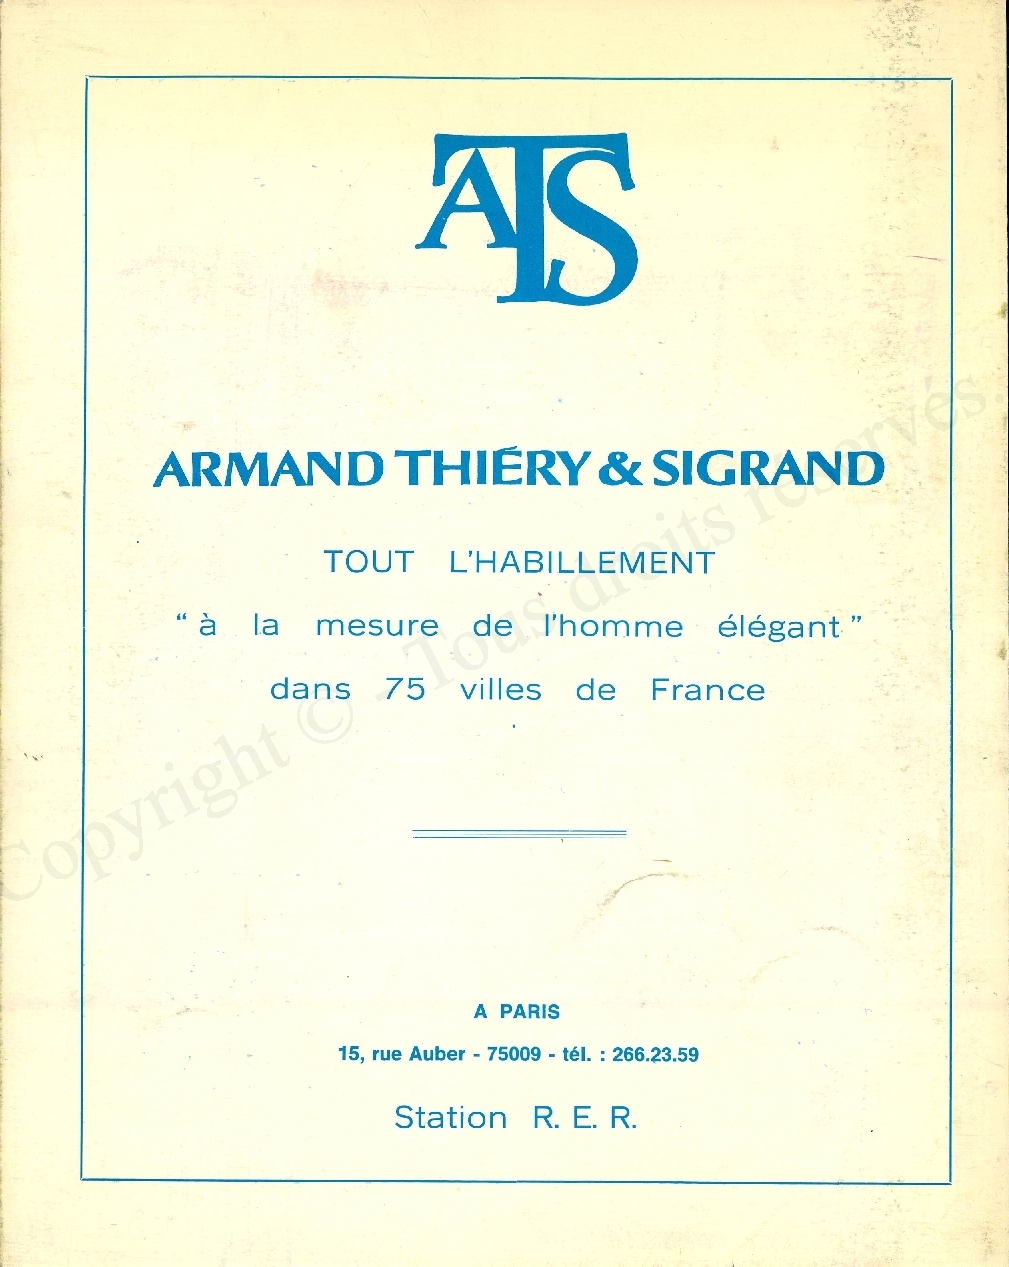 ATS
ARMAND THIÉRY & SIGRAND
TOUT L'HABILLEMENT
" à la mesure de l'homme élégant "
dans 75 villes de France
A PARIS
15, rue Auber - 75009 - tél. : 266.23.59
Station R. E. R.
Copyright © - Tous droits réservés.